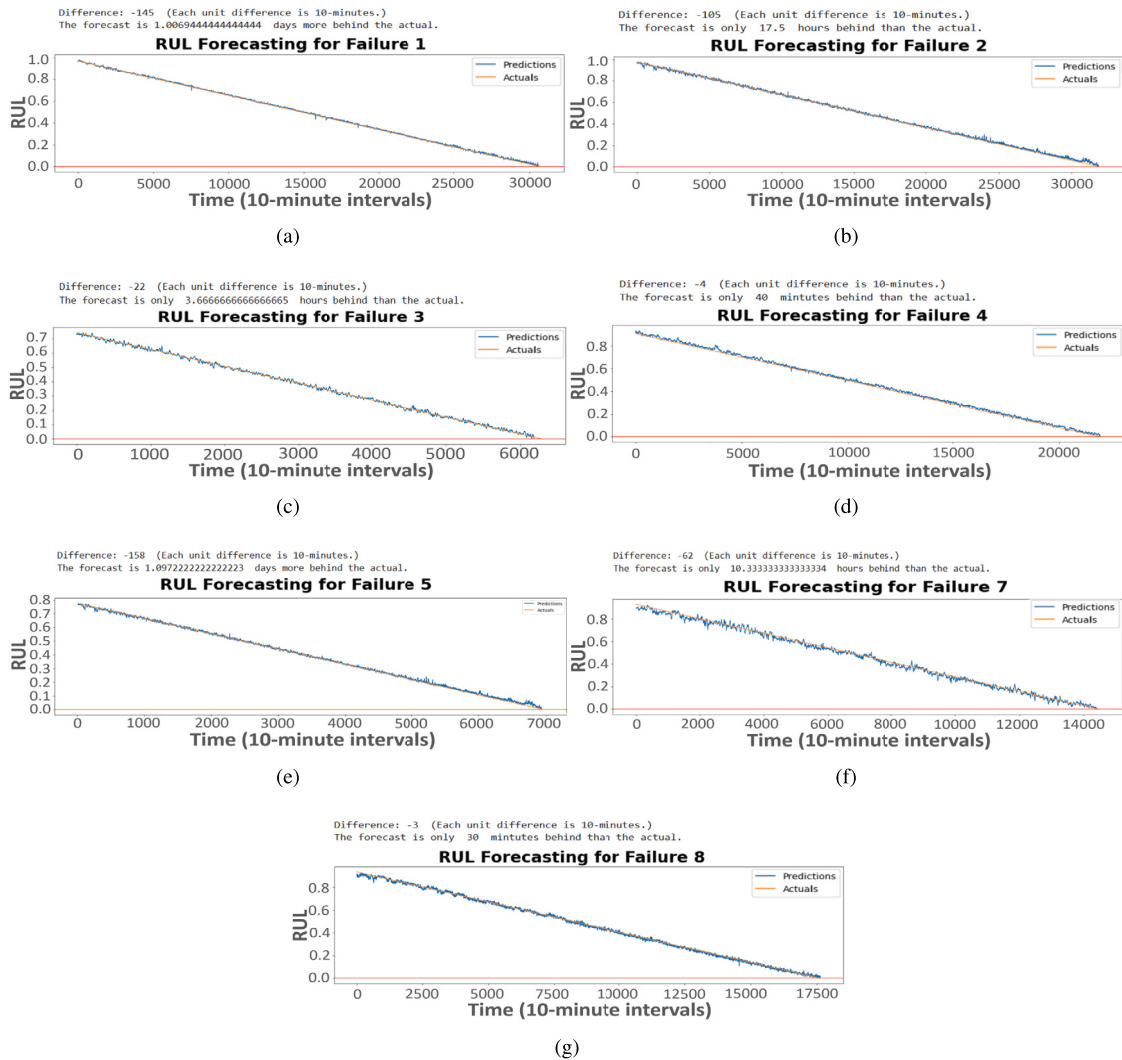 Difference: -145 (Each unit difference is 10-minutes.)
The forecast is 1.0069444444444444 days more behind the actual.
RUL Forecasting for Failure 1
1.0
0.8
0.6
0.4
0.2
0.0
RUL
Predictions
Actuals
0 5000 10000 15000 20000 25000 30000
Time (10-minute intervals)
(a)
Difference: -105 (Each unit difference is 10-minutes.)
The forecast is only 17.5 hours behind than the actual.
RUL Forecasting for Failure 2
1.0
0.8
0.6
0.4
0.2
0.0
RUL
Predictions
Actuals
0 5000 10000 15000 20000 25000 30000
Time (10-minute intervals)
(b)
Difference: -22 (Each unit difference is 10-minutes.)
The forecast is only 3.6666666666666665 hours behind than the actual.
RUL Forecasting for Failure 3
0.7
0.6
0.5
0.4
0.3
0.2
0.1
0.0
RUL
Predictions
Actuals
0 1000 2000 3000 4000 5000 6000
Time (10-minute intervals)
(c)
Difference: -4 (Each unit difference is 10-minutes.)
The forecast is only 40 mintutes behind than the actual.
RUL Forecasting for Failure 4
0.8
0.6
0.4
0.2
0.0
RUL
Predictions
Actuals
0 5000 10000 15000 20000
Time (10-minute intervals)
(d)
Difference: -158 (Each unit difference is 10-minutes.)
The forecast is 1.0972222222222223 days more behind the actual.
RUL Forecasting for Failure 5
0.8
0.7
0.6
0.5
0.4
0.3
0.2
0.1
0.0
RUL
Predictions
Actuals
0 1000 2000 3000 4000 5000 6000 7000
Time (10-minute intervals)
(e)
Difference: -62 (Each unit difference is 10-minutes.)
The forecast is only 10.333333333333334 hours behind than the actual.
RUL Forecasting for Failure 7
0.8
0.6
0.4
0.2
0.0
RUL
Predictions
Actuals
0 2000 4000 6000 8000 10000 12000 14000
Time (10-minute intervals)
(f)
Difference: -3 (Each unit difference is 10-minutes.)
The forecast is only 30 mintutes behind than the actual.
RUL Forecasting for Failure 8
0.8
0.6
0.4
0.2
0.0
RUL
Predictions
Actuals
0 2500 5000 7500 10000 12500 15000 17500
Time (10-minute intervals)
(g)